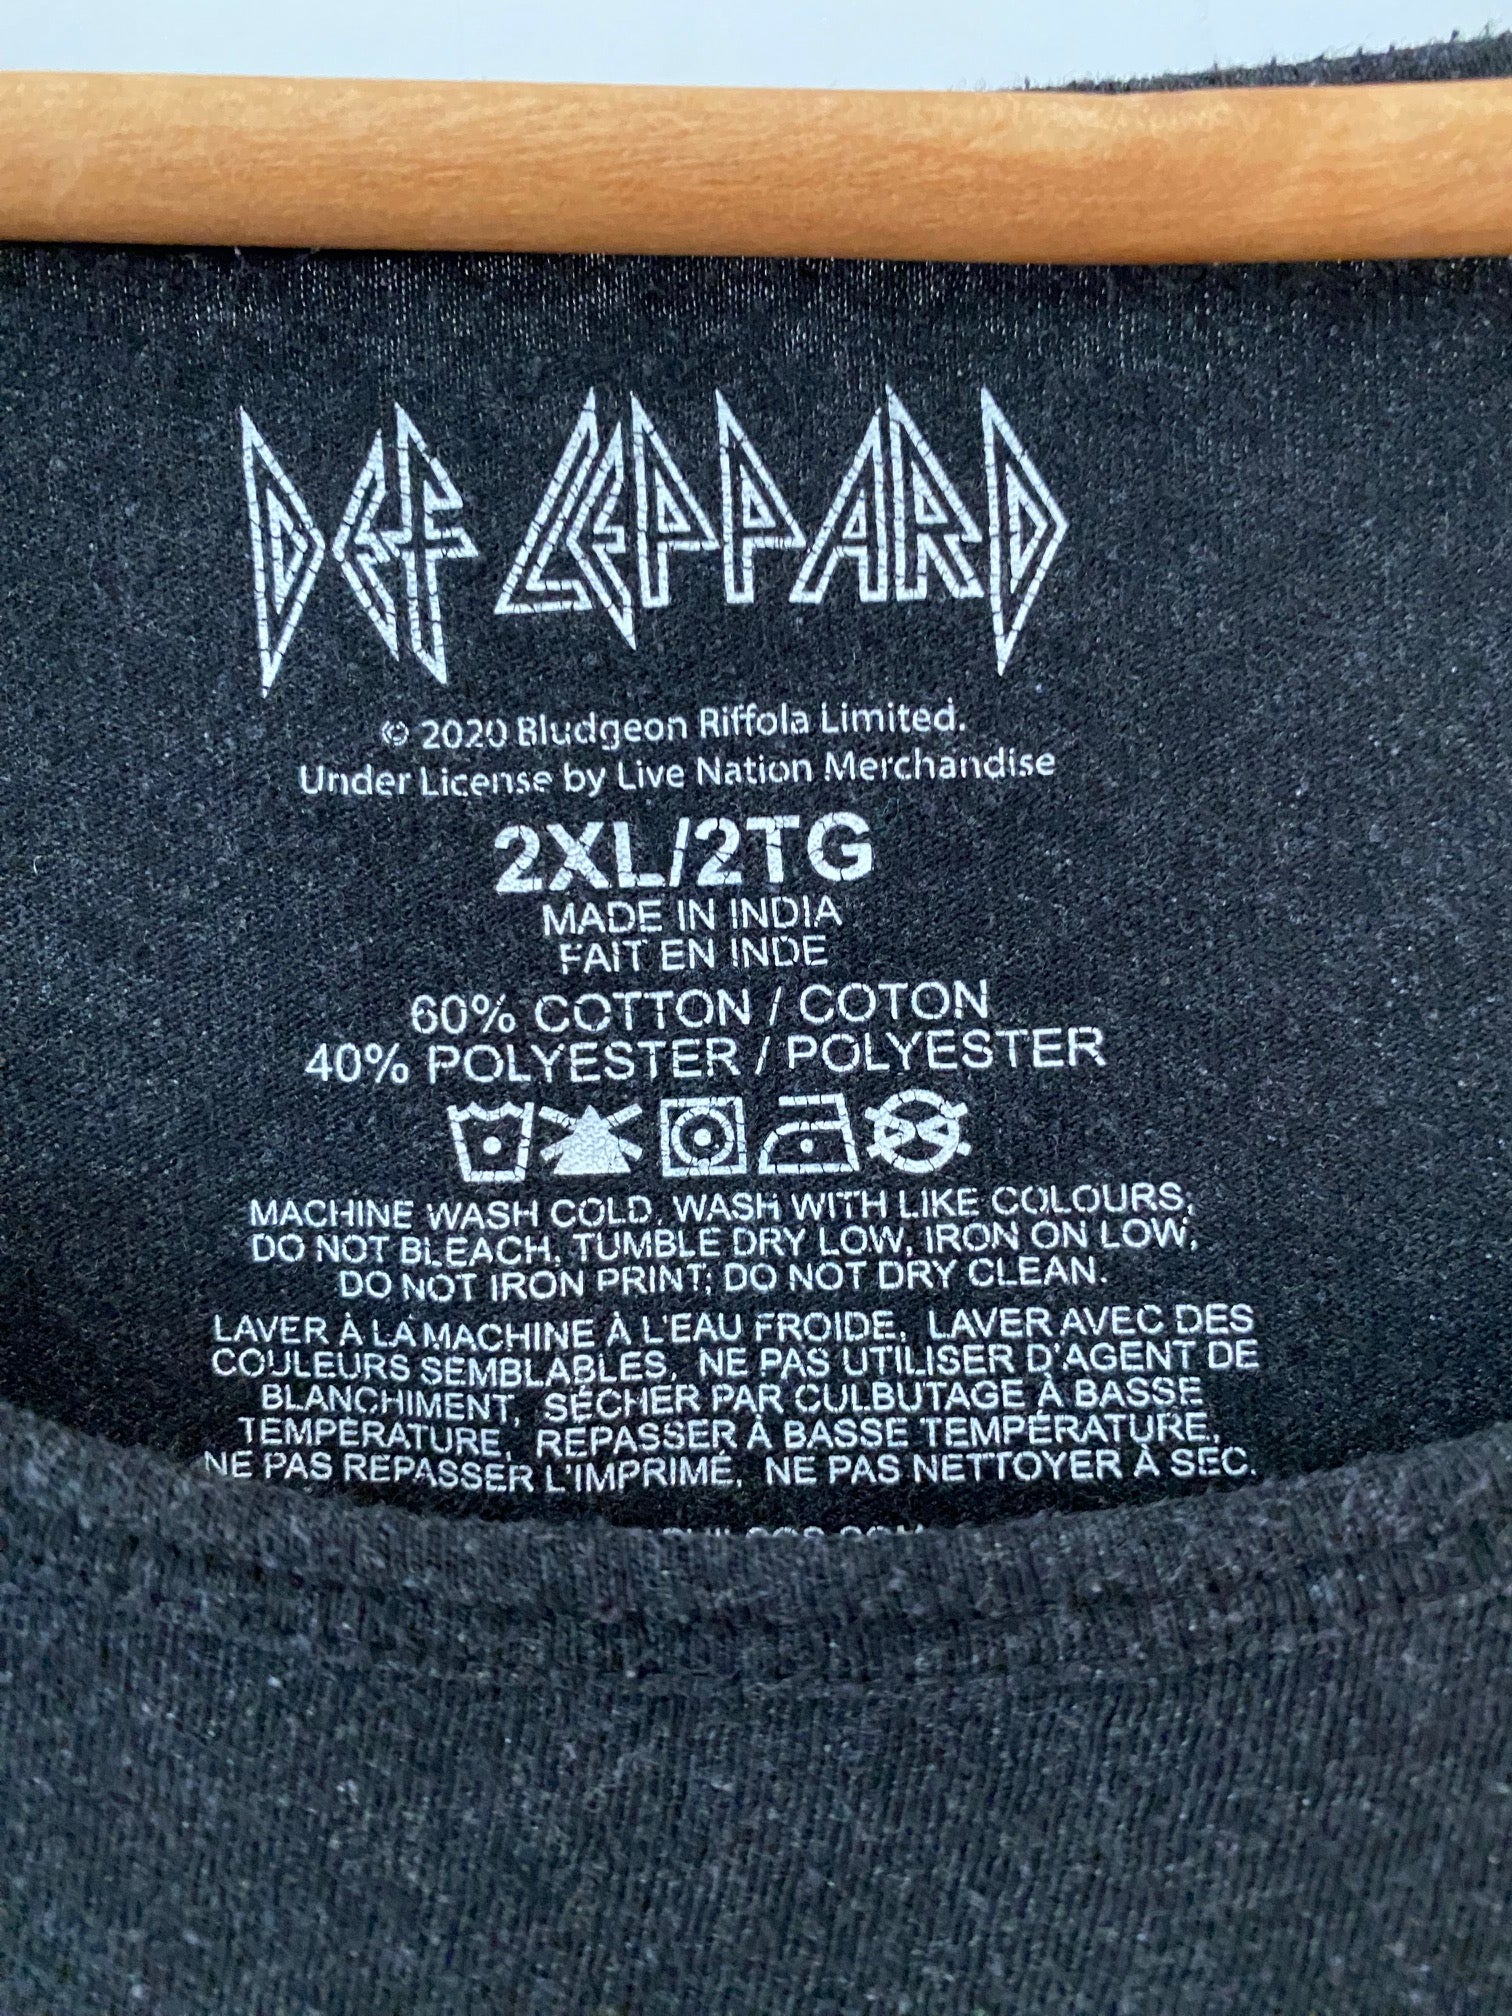 DEF LEPPARD
© 2020 Bludgeon Riffola Limited.
Under License by Live Nation Merchandise
2XL/2TG
MADE IN INDIA
FAIT EN INDE
60% COTTON / COTON
40% POLYESTER / POLYESTER
MACHINE WASH COLD, WASH WITH LIKE COLOURS,
DO NOT BLEACH, TUMBLE DRY LOW, IRON ON LOW,
DO NOT IRON PRINT; DO NOT DRY CLEAN.
LAVER À LA MACHINE À L'EAU FROIDE, LAVER AVEC DES
COULEURS SEMBLABLES, NE PAS UTILISER D'AGENT DE
BLANCHIMENT, SÉCHER PAR CULBUTAGE À BASSE
TEMPÉRATURE, REPASSER À BASSE TEMPÉRATURE,
NE PAS REPASSER L'IMPRIMÉ, NE PAS NETTOYER À SEC.